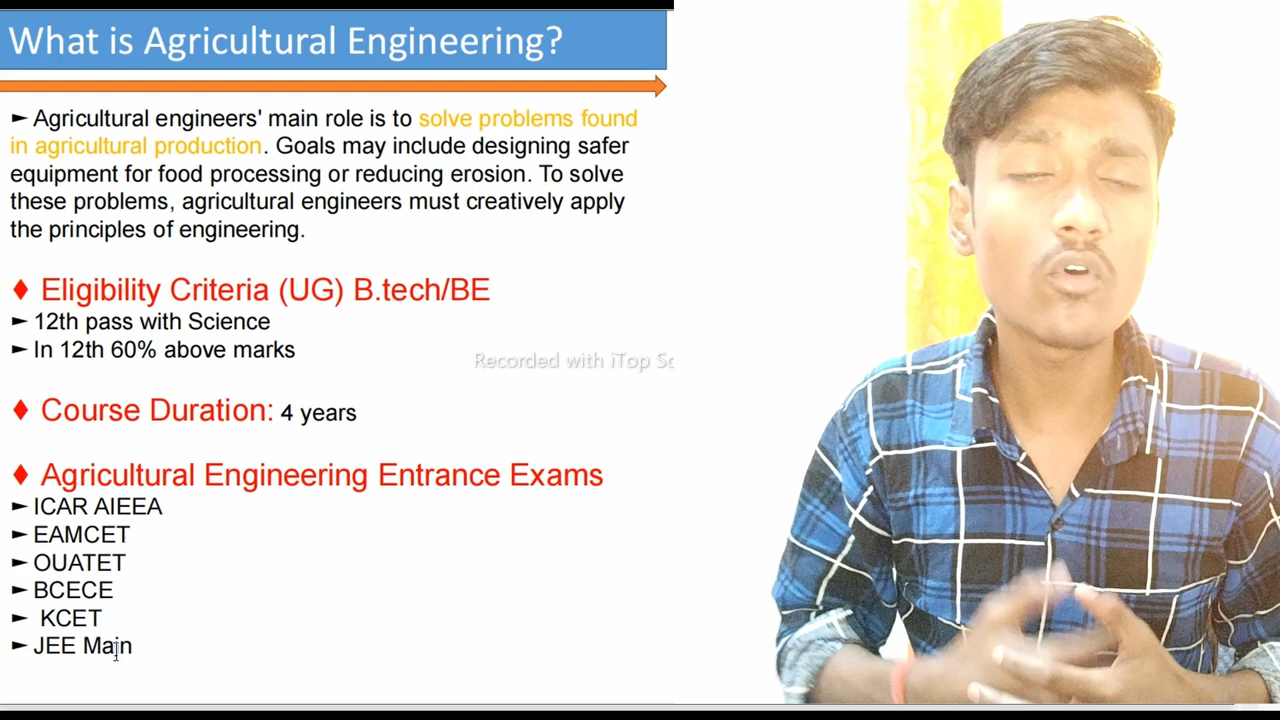 What is Agricultural Engineering?
► Agricultural engineers' main role is to solve problems found
in agricultural production. Goals may include designing safer
equipment for food processing or reducing erosion. To solve
these problems, agricultural engineers must creatively apply
the principles of engineering.
♦ Eligibility Criteria (UG) B.tech/BE
► 12th pass with Science
► In 12th 60% above marks
Recorded with iTop Sc
♦ Course Duration: 4 years
♦ Agricultural Engineering Entrance Exams
► ICAR AIEEA
► EAMCET
► OUATET
► BCECE
► KCET
► JEE Main